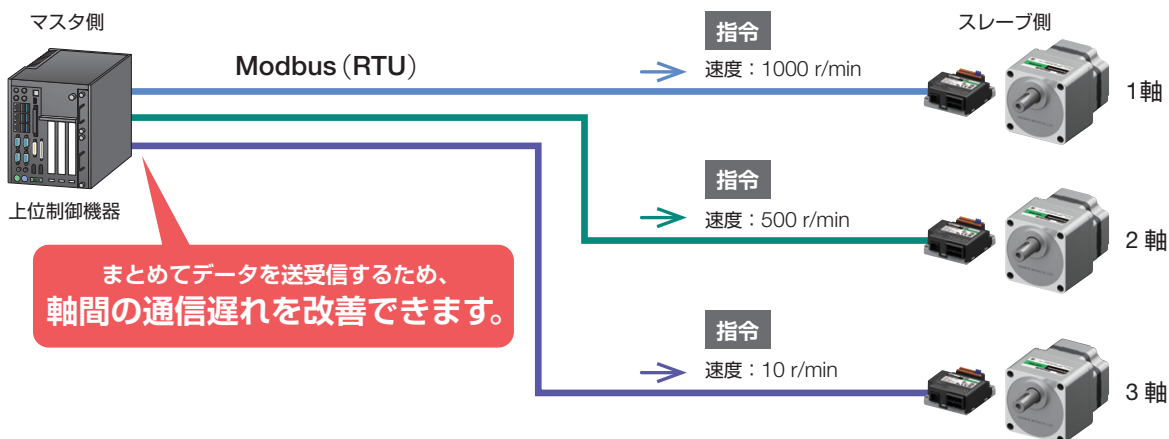 マスタ側
上位制御機器
Modbus（RTU）
まとめてデータを送受信するため、
軸間の通信遅れを改善できます。
指令
速度：1000 r/min
指令
速度：500 r/min
指令
速度：10 r/min
スレーブ側
1軸
2 軸
3 軸